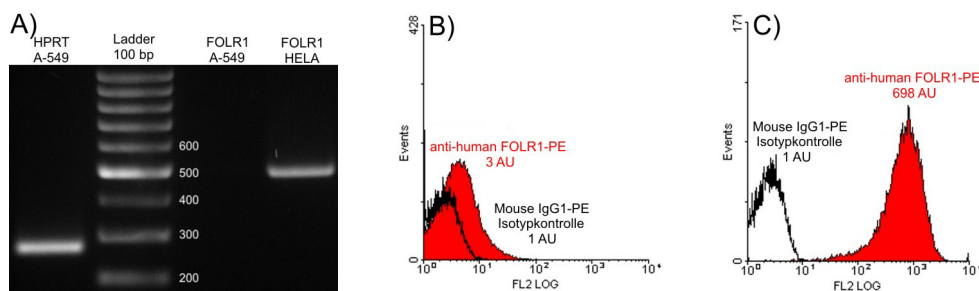 A)
HPRT
A-549
Ladder
100 bp
FOLR1
A-549
FOLR1
HELA
600
500
400
300
200
B)
428
Events
0
anti-human FOLR1-PE
3 AU
Mouse IgG1-PE
Isotypkontrolle
1 AU
10⁰
10¹
10²
10³
10⁴
FL2 LOG
C)
171
Events
0
anti-human FOLR1-PE
698 AU
Mouse IgG1-PE
Isotypkontrolle
1 AU
10⁰
10¹
10²
10³
FL2 LOG